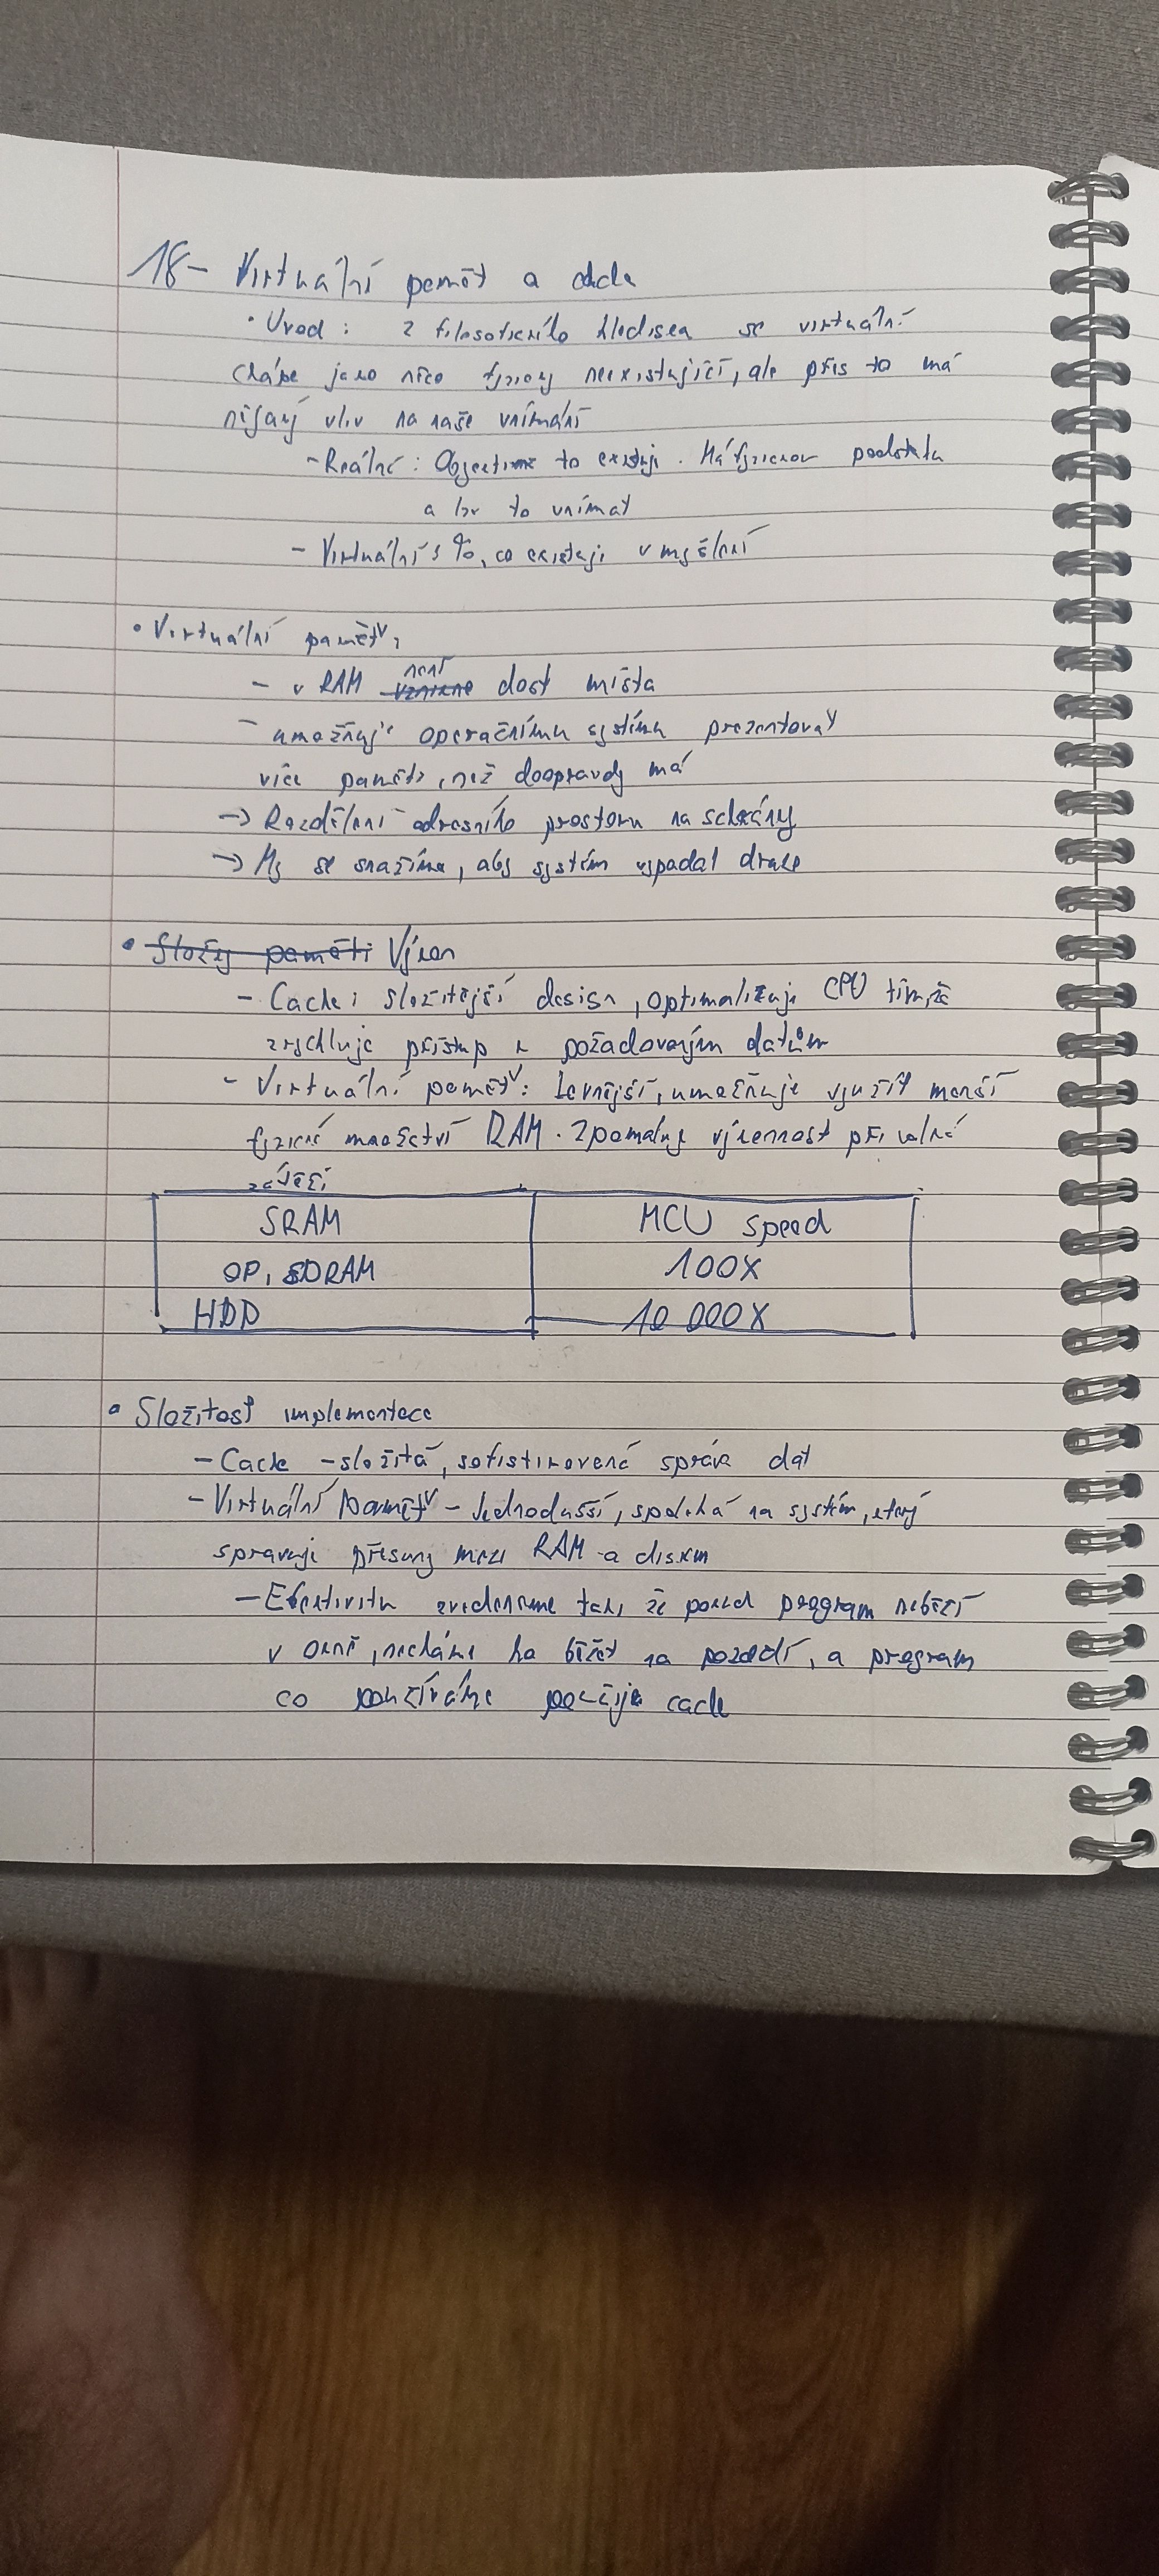 18 - Virtuální paměť a cache
• Úvod: z filosofického hlediska se virtuální
chápe jako něco fyzicky neexistující, ale přes to má
nějaký vliv na naše vnímání
- Reálné: Objektivně to existuje. Má fyzickou podstatu
a lze to vnímat
- Virtuální: To, co existuje v myšlení
• Virtuální paměť:
- v RAM není dost místa
- umožňuje operačnímu systému prezentovat
více paměti, než doopravdy má
→ Rozdělení adresního prostoru na schrány
→ My se snažíme, aby systém vypadal draze
• Složky paměti Výkon
- Cache: složitější design, optimalizuje CPU tím, že
zrychluje přístup k požadovaným datům
- Virtuální paměť: Levnější, umožňuje využít menší
fyzické množství RAM. Zpomaluje výkonnost při velké
zátěži
SRAM MCU speed
OP, SDRAM 100X
HDD 10 000X
• Složitost implementace
- Cache - složitá, sofistikovaná správa dat
- Virtuální paměť - Jednodušší, spoléhá na systém, který
spravuje přesuny mezi RAM a diskem
- Efektivitu zvedneme tak, že pokud program neběží
v okně, necháme ho běžet na pozadí, a program
co používáme používá cache